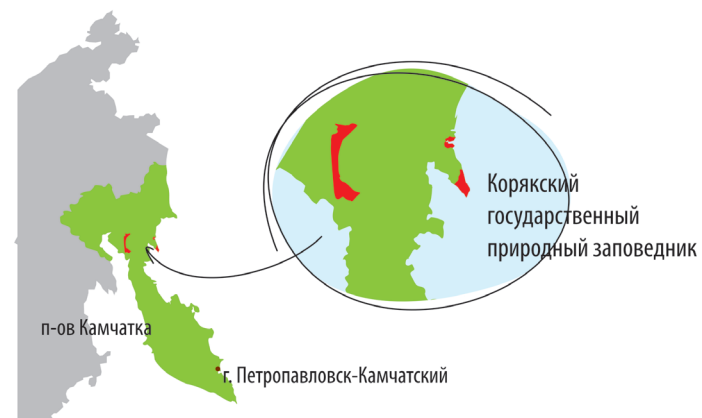 Корякский
государственный
природный заповедник
п-ов Камчатка
г. Петропавловск-Камчатский